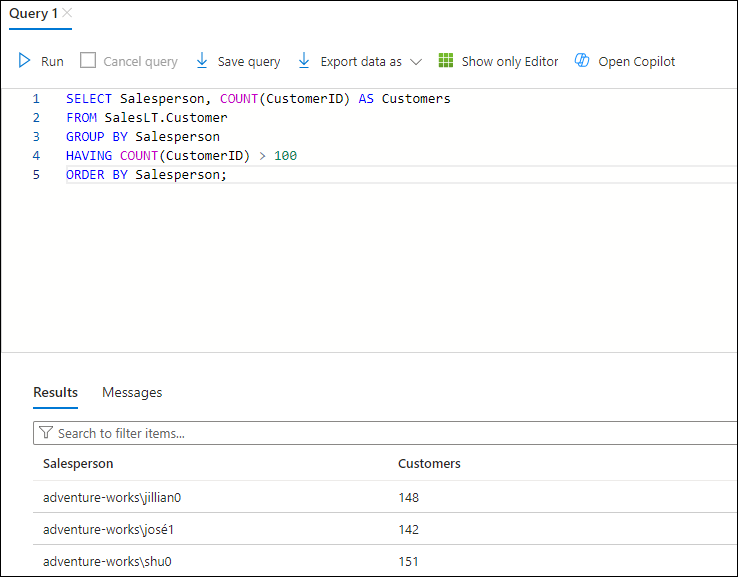 Query 1
Run Cancel query Save query Export data as Show only Editor Open Copilot
1 SELECT Salesperson, COUNT(CustomerID) AS Customers
2 FROM SalesLT.Customer
3 GROUP BY Salesperson
4 HAVING COUNT(CustomerID) > 100
5 ORDER BY Salesperson;
Results Messages
Search to filter items...
Salesperson Customers
adventure-works\jillian0 148
adventure-works\josé1 142
adventure-works\shu0 151